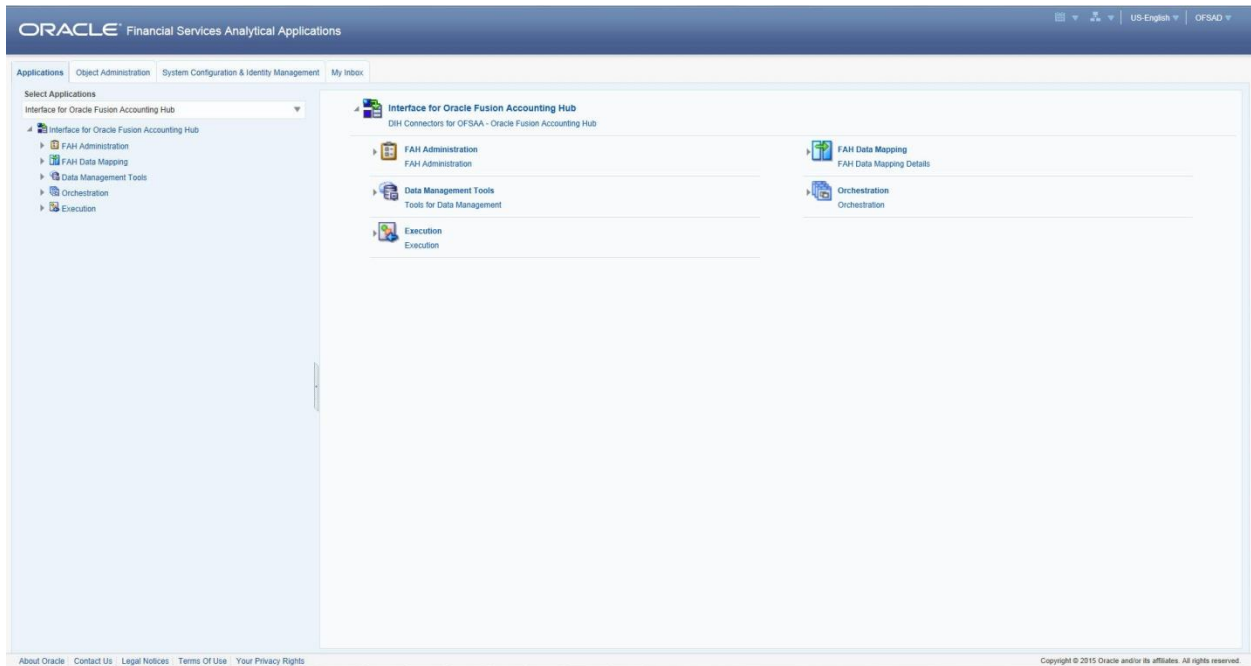 ORACLE® Financial Services Analytical Applications
US-English
OFSAD
Applications
Object Administration
System Configuration & Identity Management
My Inbox
Select Applications
Interface for Oracle Fusion Accounting Hub
Interface for Oracle Fusion Accounting Hub
FAH Administration
FAH Data Mapping
Data Management Tools
Orchestration
Execution
Interface for Oracle Fusion Accounting Hub
DIH Connectors for OFSAA - Oracle Fusion Accounting Hub
FAH Administration
FAH Administration
FAH Data Mapping
FAH Data Mapping Details
Data Management Tools
Tools for Data Management
Orchestration
Orchestration
Execution
Execution
About Oracle | Contact Us | Legal Notices | Terms Of Use | Your Privacy Rights
Copyright © 2015 Oracle and/or its affiliates. All rights reserved.